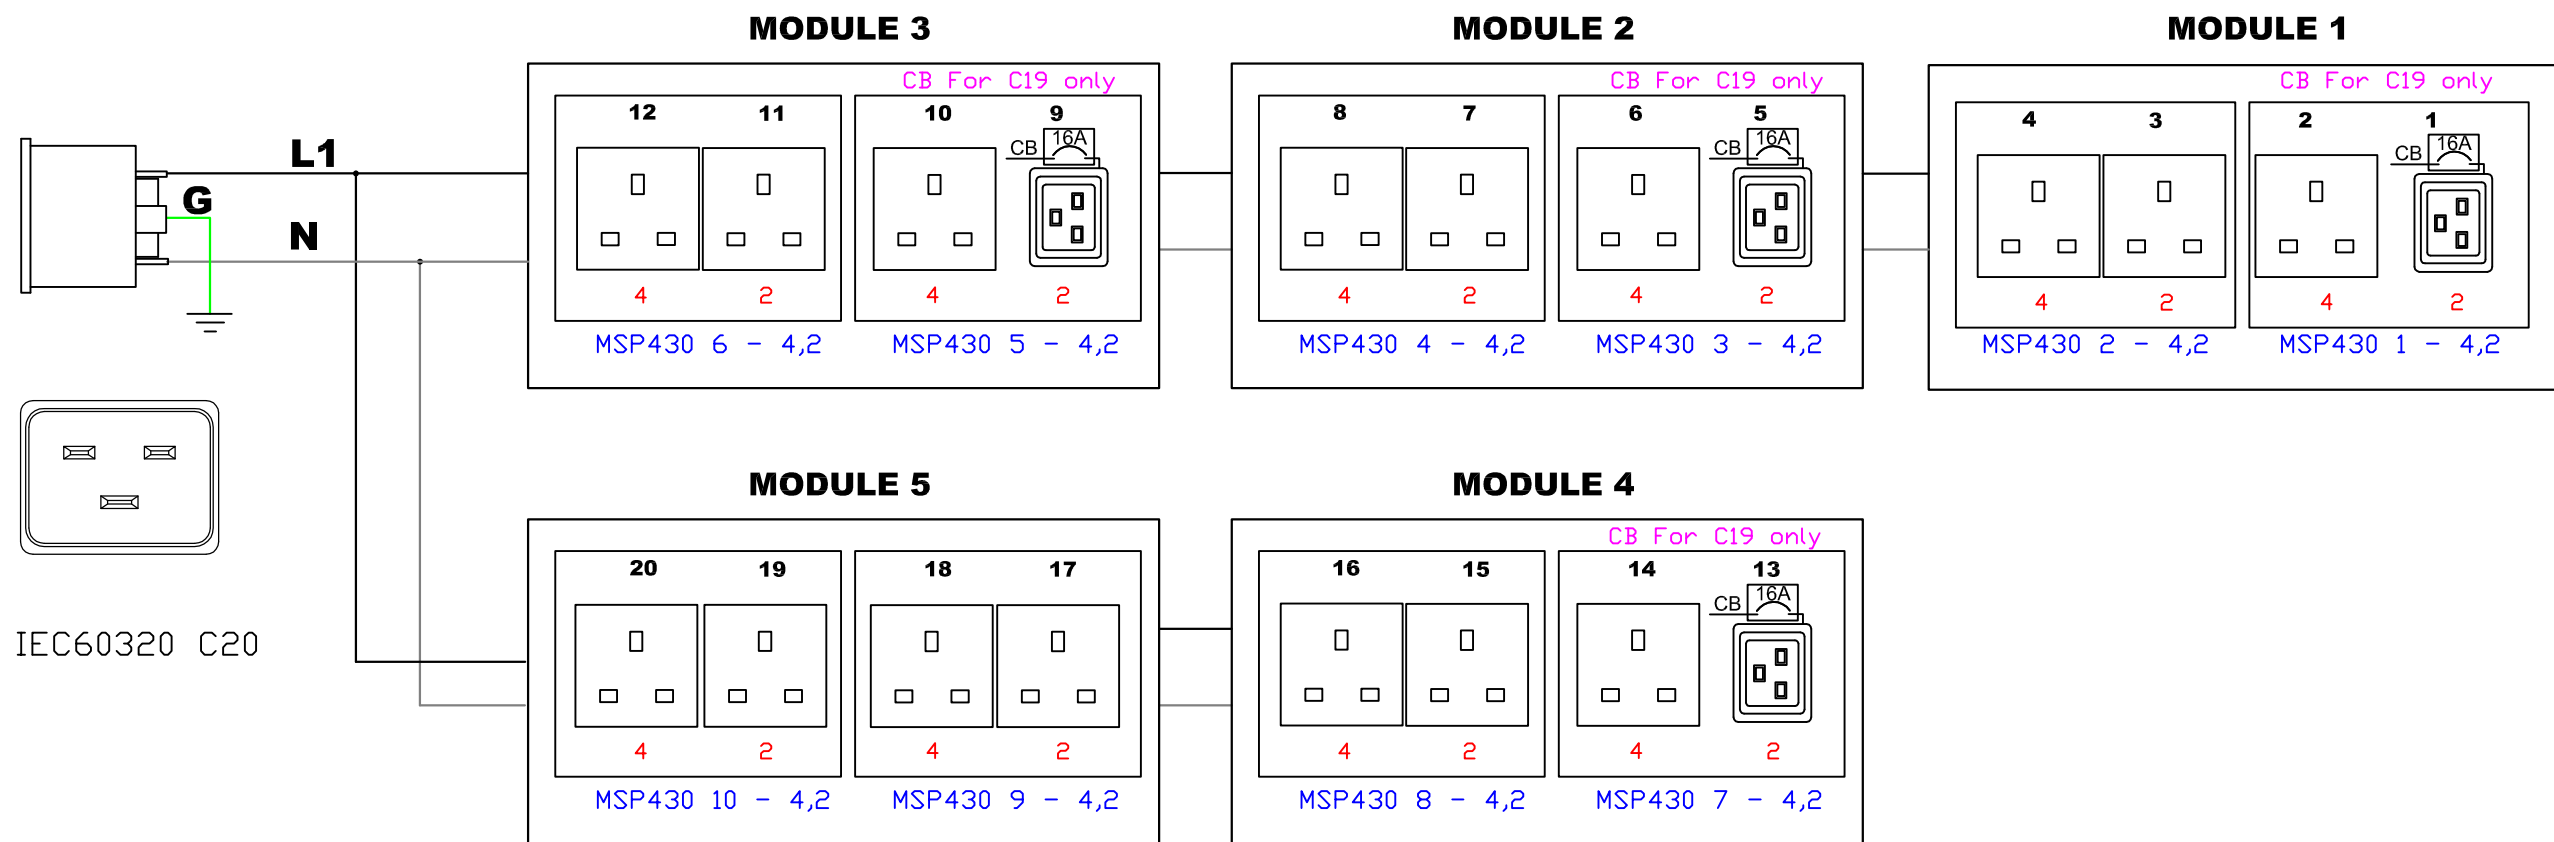 MODULE 3
MODULE 2
MODULE 1
CB For C19 only
CB For C19 only
CB For C19 only
12 11 10 9
8 7 6 5
4 3 2 1
CB 16A
CB 16A
CB 16A
L1
G
N
4 2 4 2
4 2 4 2
4 2 4 2
MSP430 6 - 4,2
MSP430 5 - 4,2
MSP430 4 - 4,2
MSP430 3 - 4,2
MSP430 2 - 4,2
MSP430 1 - 4,2
MODULE 5
MODULE 4
CB For C19 only
20 19 18 17
16 15 14 13
CB 16A
IEC60320 C20
4 2 4 2
4 2 4 2
MSP430 10 - 4,2
MSP430 9 - 4,2
MSP430 8 - 4,2
MSP430 7 - 4,2